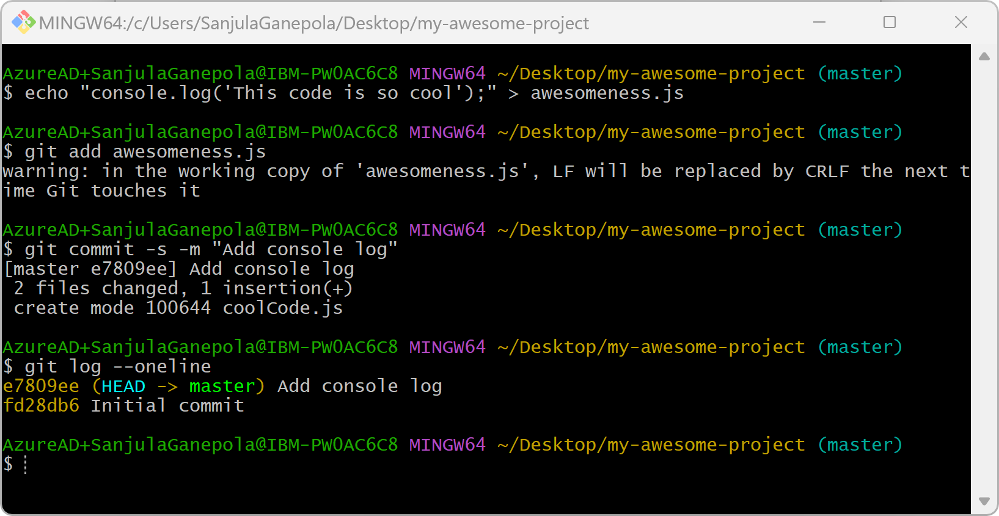 MINGW64:/c/Users/SanjulaGanepola/Desktop/my-awesome-project
AzureAD+SanjulaGanepola@IBM-PW0AC6C8 MINGW64 ~/Desktop/my-awesome-project (master)
$ echo "console.log('This code is so cool');" > awesomeness.js
AzureAD+SanjulaGanepola@IBM-PW0AC6C8 MINGW64 ~/Desktop/my-awesome-project (master)
$ git add awesomeness.js
warning: in the working copy of 'awesomeness.js', LF will be replaced by CRLF the next t
ime Git touches it
AzureAD+SanjulaGanepola@IBM-PW0AC6C8 MINGW64 ~/Desktop/my-awesome-project (master)
$ git commit -s -m "Add console log"
[master e7809ee] Add console log
 2 files changed, 1 insertion(+)
 create mode 100644 coolCode.js
AzureAD+SanjulaGanepola@IBM-PW0AC6C8 MINGW64 ~/Desktop/my-awesome-project (master)
$ git log --oneline
e7809ee (HEAD -> master) Add console log
fd28db6 Initial commit
AzureAD+SanjulaGanepola@IBM-PW0AC6C8 MINGW64 ~/Desktop/my-awesome-project (master)
$